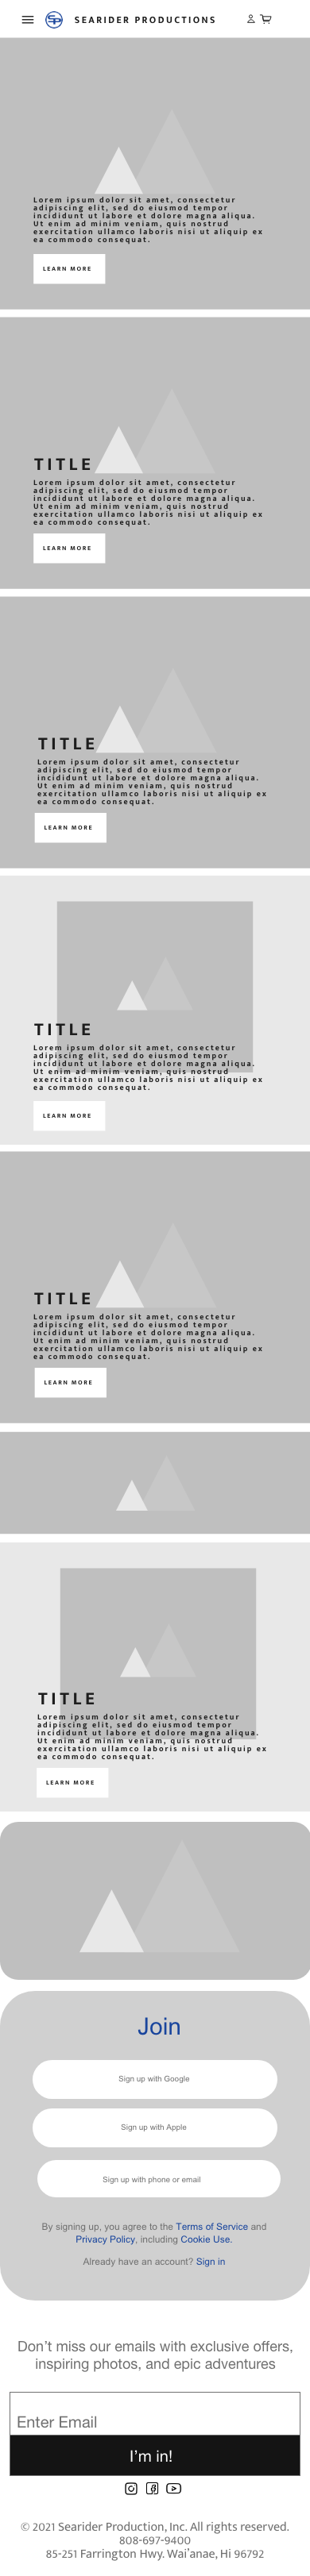 SP SEARIDER PRODUCTIONS
Lorem ipsum dolor sit amet, consectetur
adipiscing elit, sed do eiusmod tempor
incididunt ut labore et dolore magna aliqua.
Ut enim ad minim veniam, quis nostrud
exercitation ullamco laboris nisi ut aliquip ex
ea commodo consequat.
LEARN MORE
TITLE
Lorem ipsum dolor sit amet, consectetur
adipiscing elit, sed do eiusmod tempor
incididunt ut labore et dolore magna aliqua.
Ut enim ad minim veniam, quis nostrud
exercitation ullamco laboris nisi ut aliquip ex
ea commodo consequat.
LEARN MORE
TITLE
Lorem ipsum dolor sit amet, consectetur
adipiscing elit, sed do eiusmod tempor
incididunt ut labore et dolore magna aliqua.
Ut enim ad minim veniam, quis nostrud
exercitation ullamco laboris nisi ut aliquip ex
ea commodo consequat.
LEARN MORE
TITLE
Lorem ipsum dolor sit amet, consectetur
adipiscing elit, sed do eiusmod tempor
incididunt ut labore et dolore magna aliqua.
Ut enim ad minim veniam, quis nostrud
exercitation ullamco laboris nisi ut aliquip ex
ea commodo consequat.
LEARN MORE
TITLE
Lorem ipsum dolor sit amet, consectetur
adipiscing elit, sed do eiusmod tempor
incididunt ut labore et dolore magna aliqua.
Ut enim ad minim veniam, quis nostrud
exercitation ullamco laboris nisi ut aliquip ex
ea commodo consequat.
LEARN MORE
TITLE
Lorem ipsum dolor sit amet, consectetur
adipiscing elit, sed do eiusmod tempor
incididunt ut labore et dolore magna aliqua.
Ut enim ad minim veniam, quis nostrud
exercitation ullamco laboris nisi ut aliquip ex
ea commodo consequat.
LEARN MORE
Join
Sign up with Google
Sign up with Apple
Sign up with phone or email
By signing up, you agree to the Terms of Service and
Privacy Policy, including Cookie Use.
Already have an account? Sign in
Don't miss our emails with exclusive offers,
inspiring photos, and epic adventures
Enter Email
I'm in!
© 2021 Searider Production, Inc. All rights reserved.
808-697-9400
85-251 Farrington Hwy. Wai'anae, Hi 96792